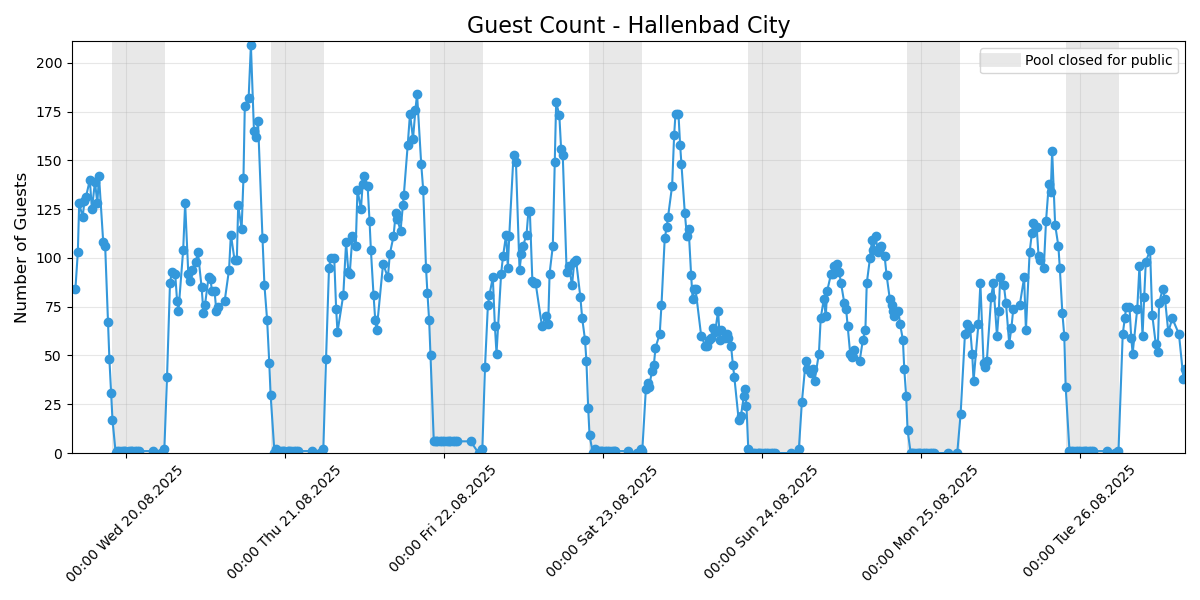 Guest Count - Hallenbad City
Pool closed for public
Number of Guests
200
175
150
125
100
75
50
25
0
00:00 Wed 20.08.2025
00:00 Thu 21.08.2025
00:00 Fri 22.08.2025
00:00 Sat 23.08.2025
00:00 Sun 24.08.2025
00:00 Mon 25.08.2025
00:00 Tue 26.08.2025